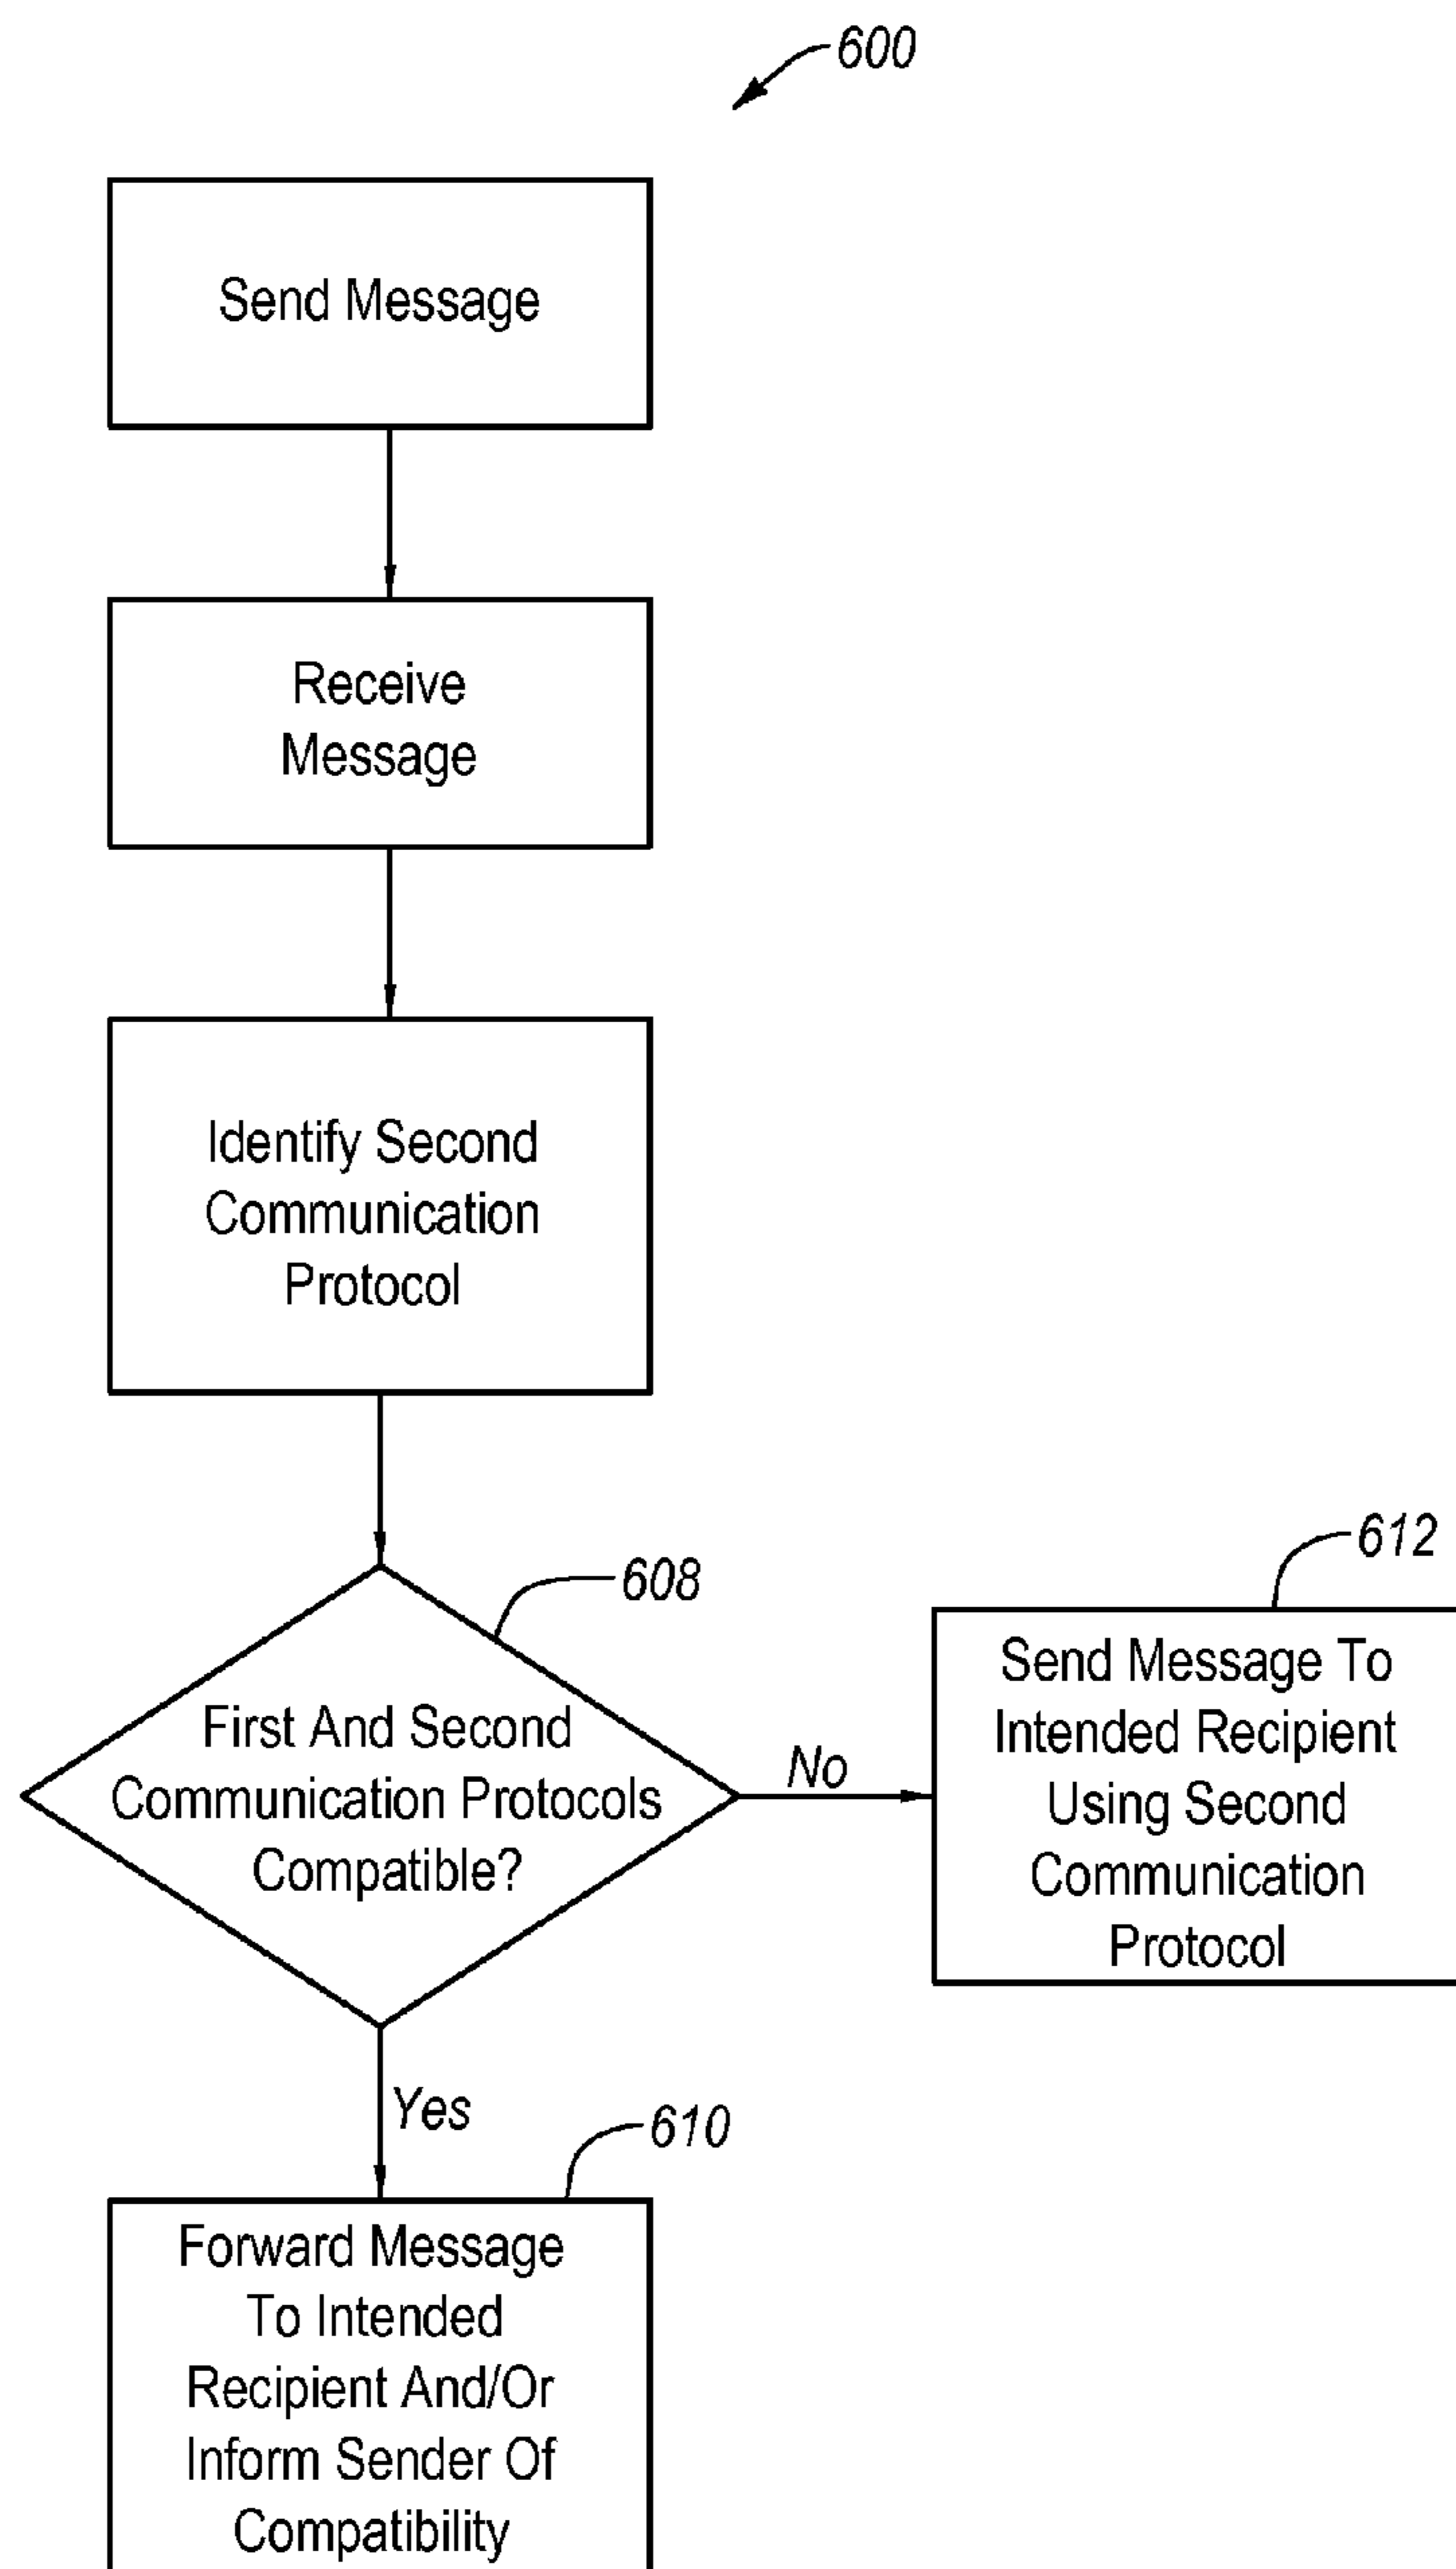 600
Send Message
Receive
Message
Identify Second
Communication
Protocol
608
First And Second
Communication Protocols
Compatible?
No
612
Send Message To
Intended Recipient
Using Second
Communication
Protocol
Yes
610
Forward Message
To Intended
Recipient And/Or
Inform Sender Of
Compatibility